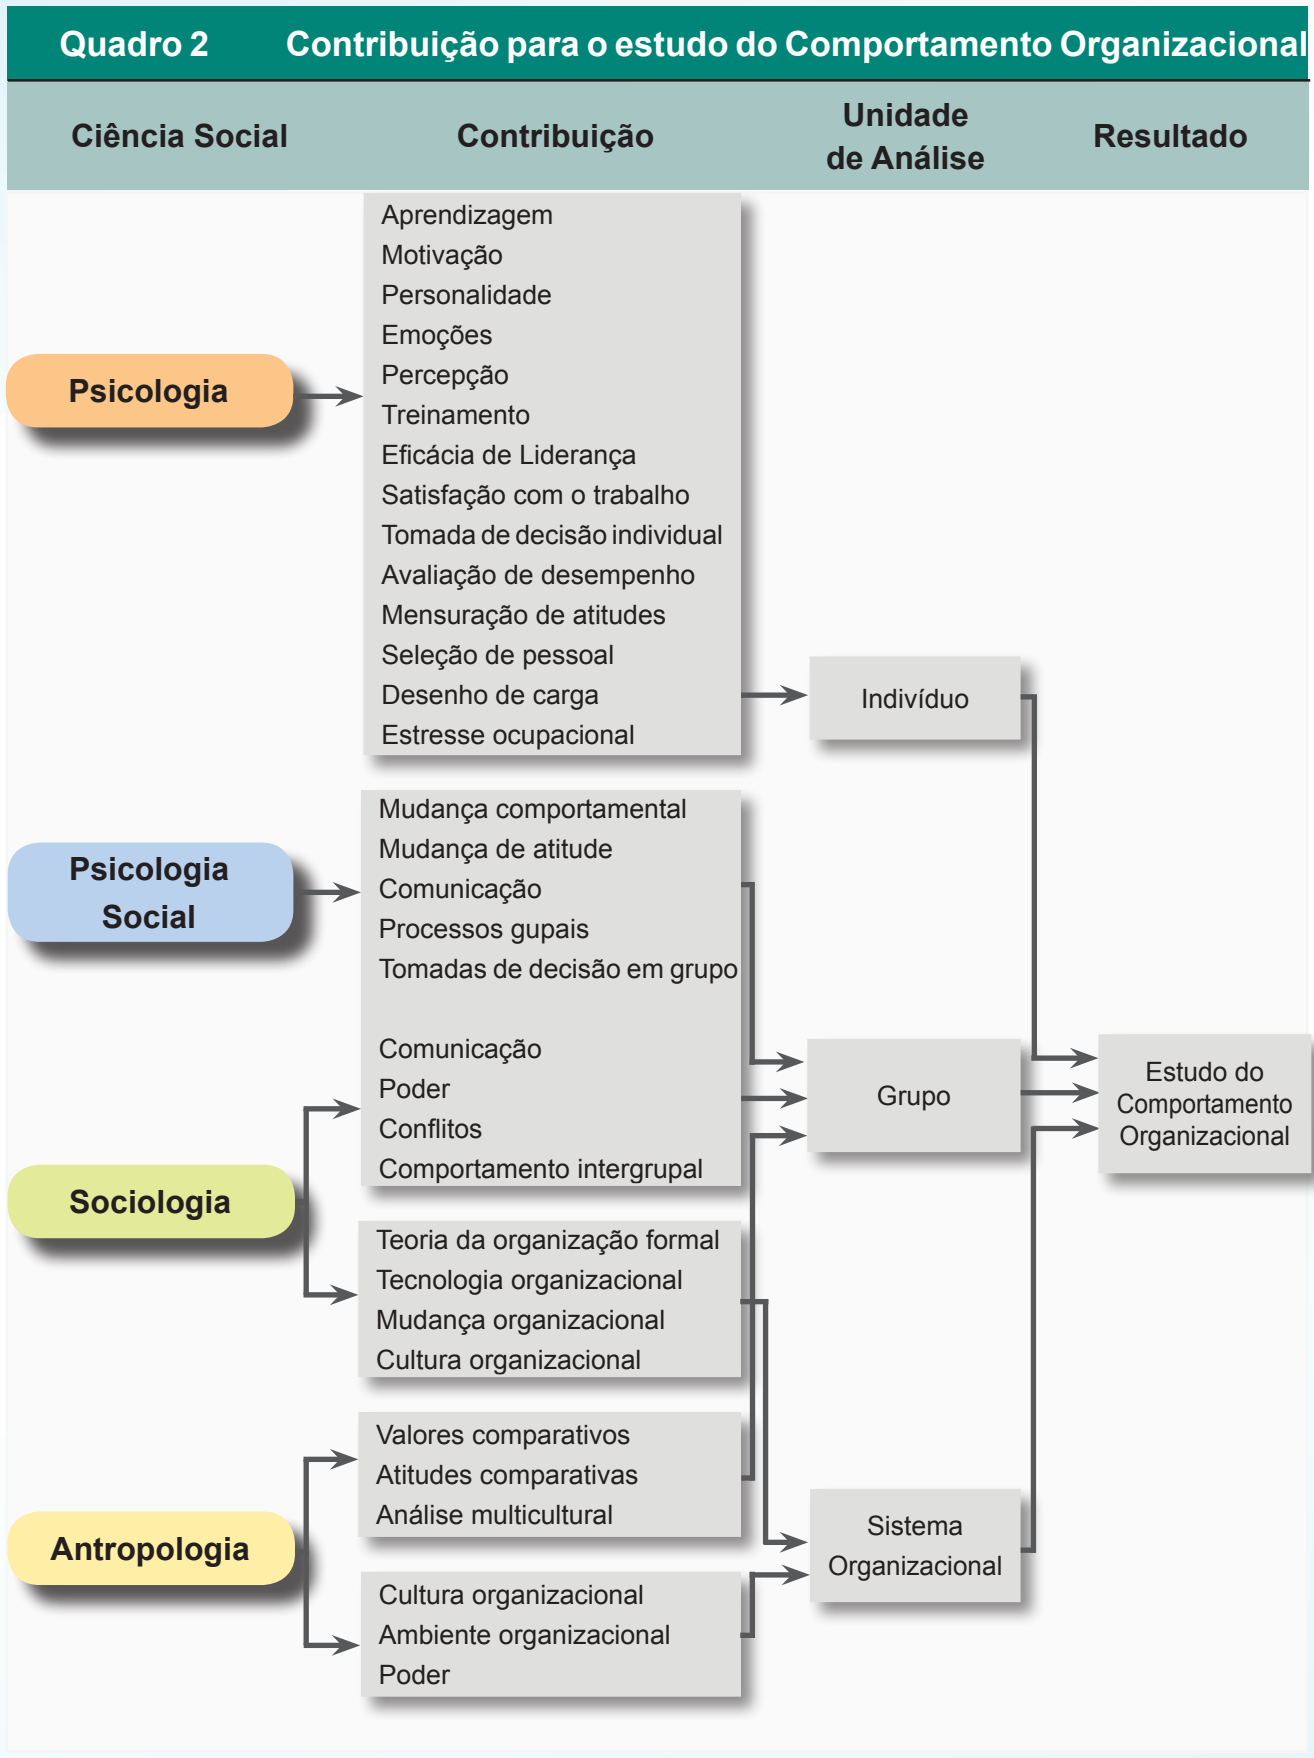 Quadro 2 Contribuição para o estudo do Comportamento Organizacional
Ciência Social
Contribuição
Unidade
de Análise
Resultado
Psicologia
Aprendizagem
Motivação
Personalidade
Emoções
Percepção
Treinamento
Eficácia de Liderança
Satisfação com o trabalho
Tomada de decisão individual
Avaliação de desempenho
Mensuração de atitudes
Seleção de pessoal
Desenho de carga
Estresse ocupacional
Indivíduo
Psicologia
Social
Mudança comportamental
Mudança de atitude
Comunicação
Processos gupais
Tomadas de decisão em grupo
Comunicação
Poder
Conflitos
Comportamento intergrupal
Grupo
Estudo do
Comportamento
Organizacional
Sociologia
Teoria da organização formal
Tecnologia organizacional
Mudança organizacional
Cultura organizacional
Antropologia
Valores comparativos
Atitudes comparativas
Análise multicultural
Sistema
Organizacional
Cultura organizacional
Ambiente organizacional
Poder